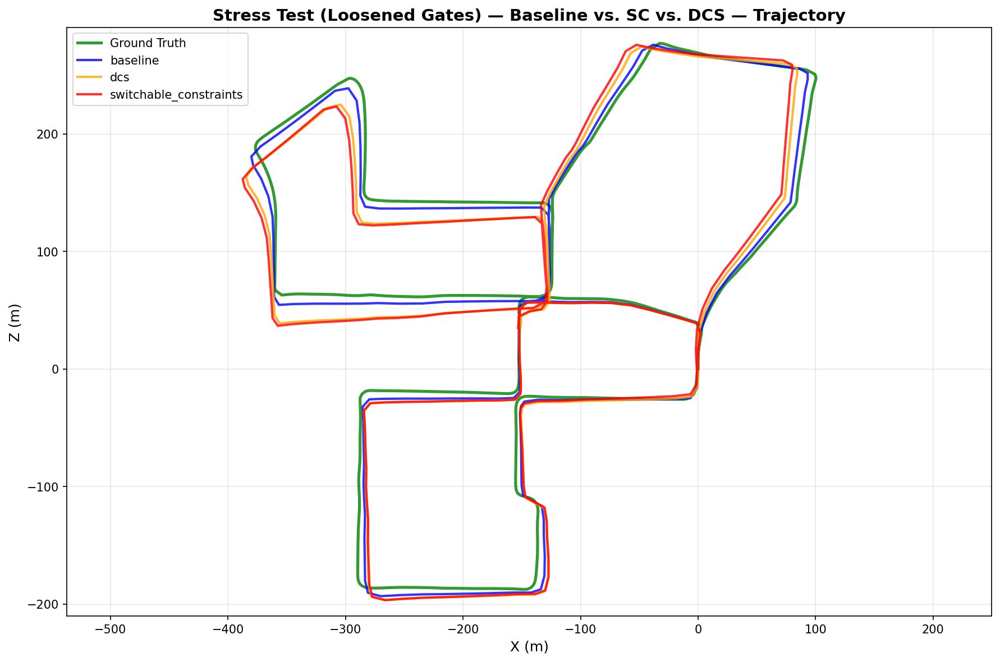 Stress Test (Loosened Gates) — Baseline vs. SC vs. DCS — Trajectory
Ground Truth
baseline
dcs
switchable_constraints
Z (m)
200
100
0
−100
−200
−500
−400
−300
−200
−100
0
100
200
X (m)